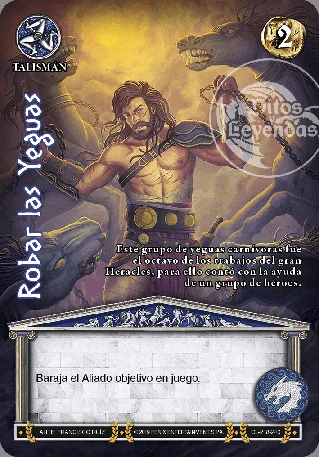 TALISMAN
2
Mitos
Leyendas
Robar las Yeguas
Este grupo de yeguas carnívoras fue
el octavo de los trabajos del gran
Heracles, para ello contó con la ayuda
de un grupo de héroes.
Baraja el Aliado objetivo en juego.